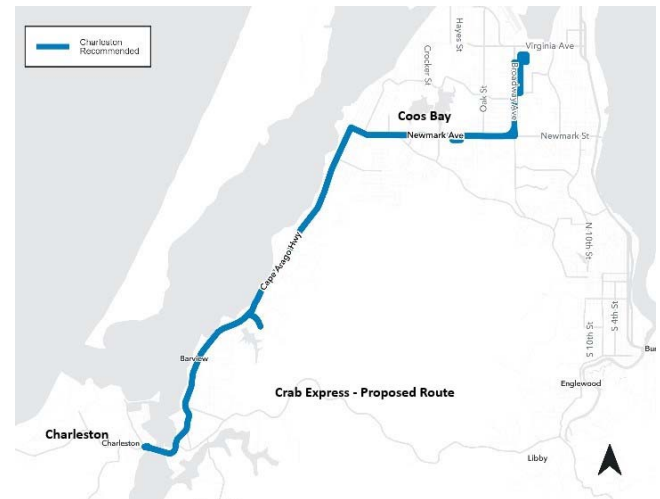 Charleston
Recommended
Hayes St
Virginia Ave
Crocker St
Broadway Ave
Oak St
Coos Bay
Newmark Ave
Newmark St
N 10th St
Cape Arago Hwy
S 4th St
S 10th St
Barview
Bu
Englewood
Crab Express - Proposed Route
Charleston
Charleston
Libby